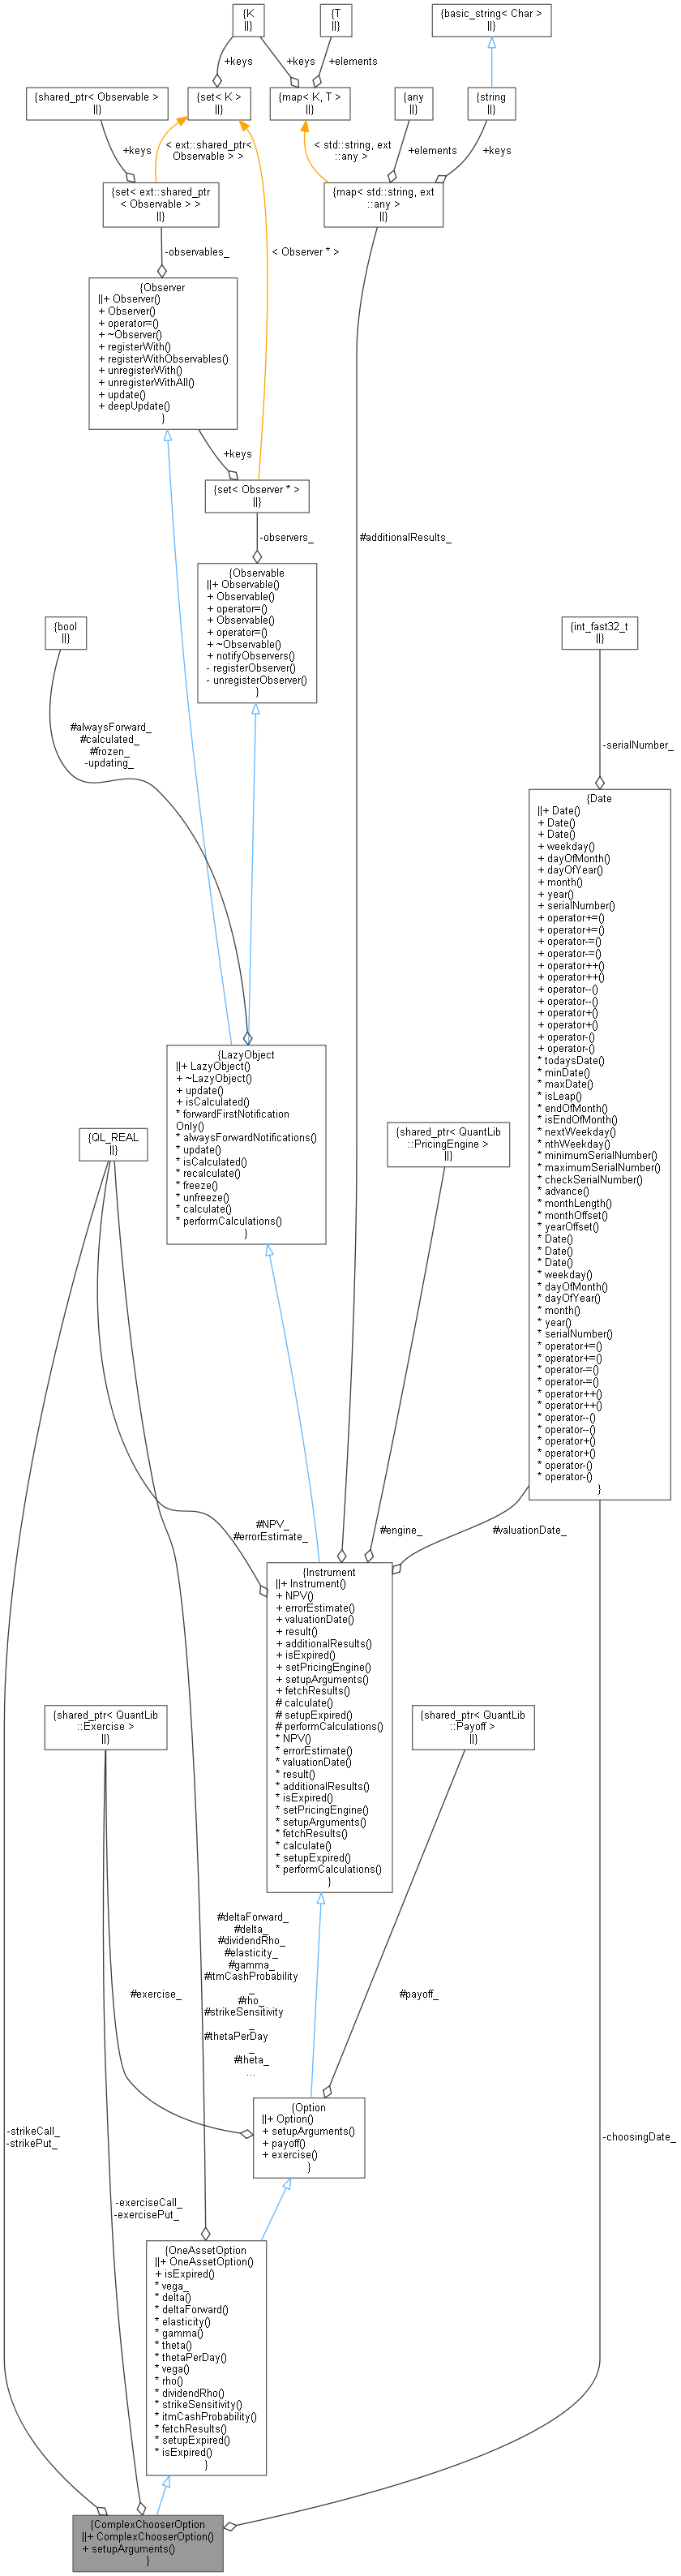 {K
||}
{T
||}
{basic_string< Char >
||}
+keys
+keys
+elements
{shared_ptr< Observable >
||}
{set< K >
||}
{map< K, T >
||}
{any
||}
{string
||}
+keys
< ext::shared_ptr<
Observable > >
< std::string, ext
::any >
+elements
+keys
{set< ext::shared_ptr
< Observable > >
||}
{map< std::string, ext
::any >
||}
-observables_
< Observer * >
{Observer
||+ Observer()
+ Observer()
+ operator=()
+ ~Observer()
+ registerWith()
+ registerWithObservables()
+ unregisterWith()
+ unregisterWithAll()
+ update()
+ deepUpdate()
}
+keys
{set< Observer * >
||}
-observers_
#additionalResults_
{Observable
||+ Observable()
+ Observable()
+ operator=()
+ Observable()
+ operator=()
+ ~Observable()
+ notifyObservers()
- registerObserver()
- unregisterObserver()
}
{bool
||}
{int_fast32_t
||}
#alwaysForward_
#calculated_
#frozen_
-updating_
-serialNumber_
{Date
||+ Date()
+ Date()
+ Date()
+ weekday()
+ dayOfMonth()
+ dayOfYear()
+ month()
+ year()
+ serialNumber()
+ operator+=()
+ operator+=()
+ operator-=()
+ operator-=()
+ operator++()
+ operator++()
+ operator--()
+ operator--()
+ operator+()
+ operator+()
+ operator-()
+ operator-()
* todaysDate()
* minDate()
* maxDate()
* isLeap()
* endOfMonth()
* isEndOfMonth()
* nextWeekday()
* nthWeekday()
* minimumSerialNumber()
* maximumSerialNumber()
* checkSerialNumber()
* advance()
* monthLength()
* monthOffset()
* yearOffset()
* Date()
* Date()
* Date()
* weekday()
* dayOfMonth()
* dayOfYear()
* month()
* year()
* serialNumber()
* operator+=()
* operator+=()
* operator-=()
* operator-=()
* operator++()
* operator++()
* operator--()
* operator--()
* operator+()
* operator+()
* operator-()
* operator-()
}
{LazyObject
||+ LazyObject()
+ ~LazyObject()
+ update()
+ isCalculated()
* forwardFirstNotification
Only()
* alwaysForwardNotifications()
* update()
* isCalculated()
* recalculate()
* freeze()
* unfreeze()
* calculate()
* performCalculations()
}
{QL_REAL
||}
{shared_ptr< QuantLib
::PricingEngine >
||}
#NPV_
#errorEstimate_
#engine_
#valuationDate_
{Instrument
||+ Instrument()
+ NPV()
+ errorEstimate()
+ valuationDate()
+ result()
+ additionalResults()
+ isExpired()
+ setPricingEngine()
+ setupArguments()
+ fetchResults()
# calculate()
# setupExpired()
# performCalculations()
* NPV()
* errorEstimate()
* valuationDate()
* result()
* additionalResults()
* isExpired()
* setPricingEngine()
* setupArguments()
* fetchResults()
* calculate()
* setupExpired()
* performCalculations()
}
{shared_ptr< QuantLib
::Exercise >
||}
{shared_ptr< QuantLib
::Payoff >
||}
#deltaForward_
#delta_
#dividendRho_
#elasticity_
#gamma_
#itmCashProbability
_
#rho_
#strikeSensitivity
_
#thetaPerDay
_
#theta_
...
#exercise_
#payoff_
{Option
||+ Option()
+ setupArguments()
+ payoff()
+ exercise()
}
-strikeCall_
-strikePut_
-choosingDate_
-exerciseCall_
-exercisePut_
{OneAssetOption
||+ OneAssetOption()
+ isExpired()
* vega_
* delta()
* deltaForward()
* elasticity()
* gamma()
* theta()
* thetaPerDay()
* vega()
* rho()
* dividendRho()
* strikeSensitivity()
* itmCashProbability()
* fetchResults()
* setupExpired()
* isExpired()
}
{ComplexChooserOption
||+ ComplexChooserOption()
+ setupArguments()
}